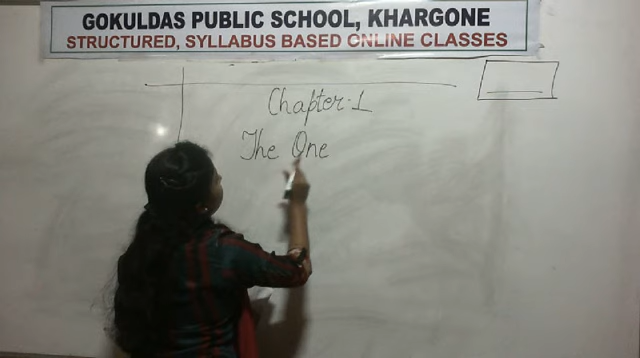 GOKULDAS PUBLIC SCHOOL, KHARGONE
STRUCTURED, SYLLABUS BASED ONLINE CLASSES
Chapter-1
The One